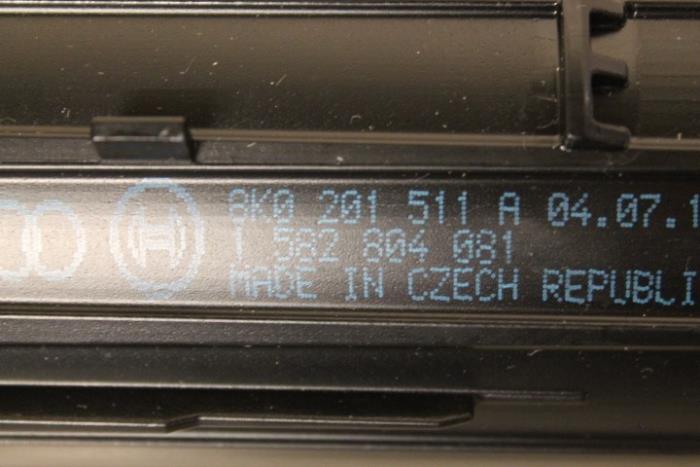 8K0 201 511 A 04.07.1
1 582 804 081
MADE IN CZECH REPUBLI